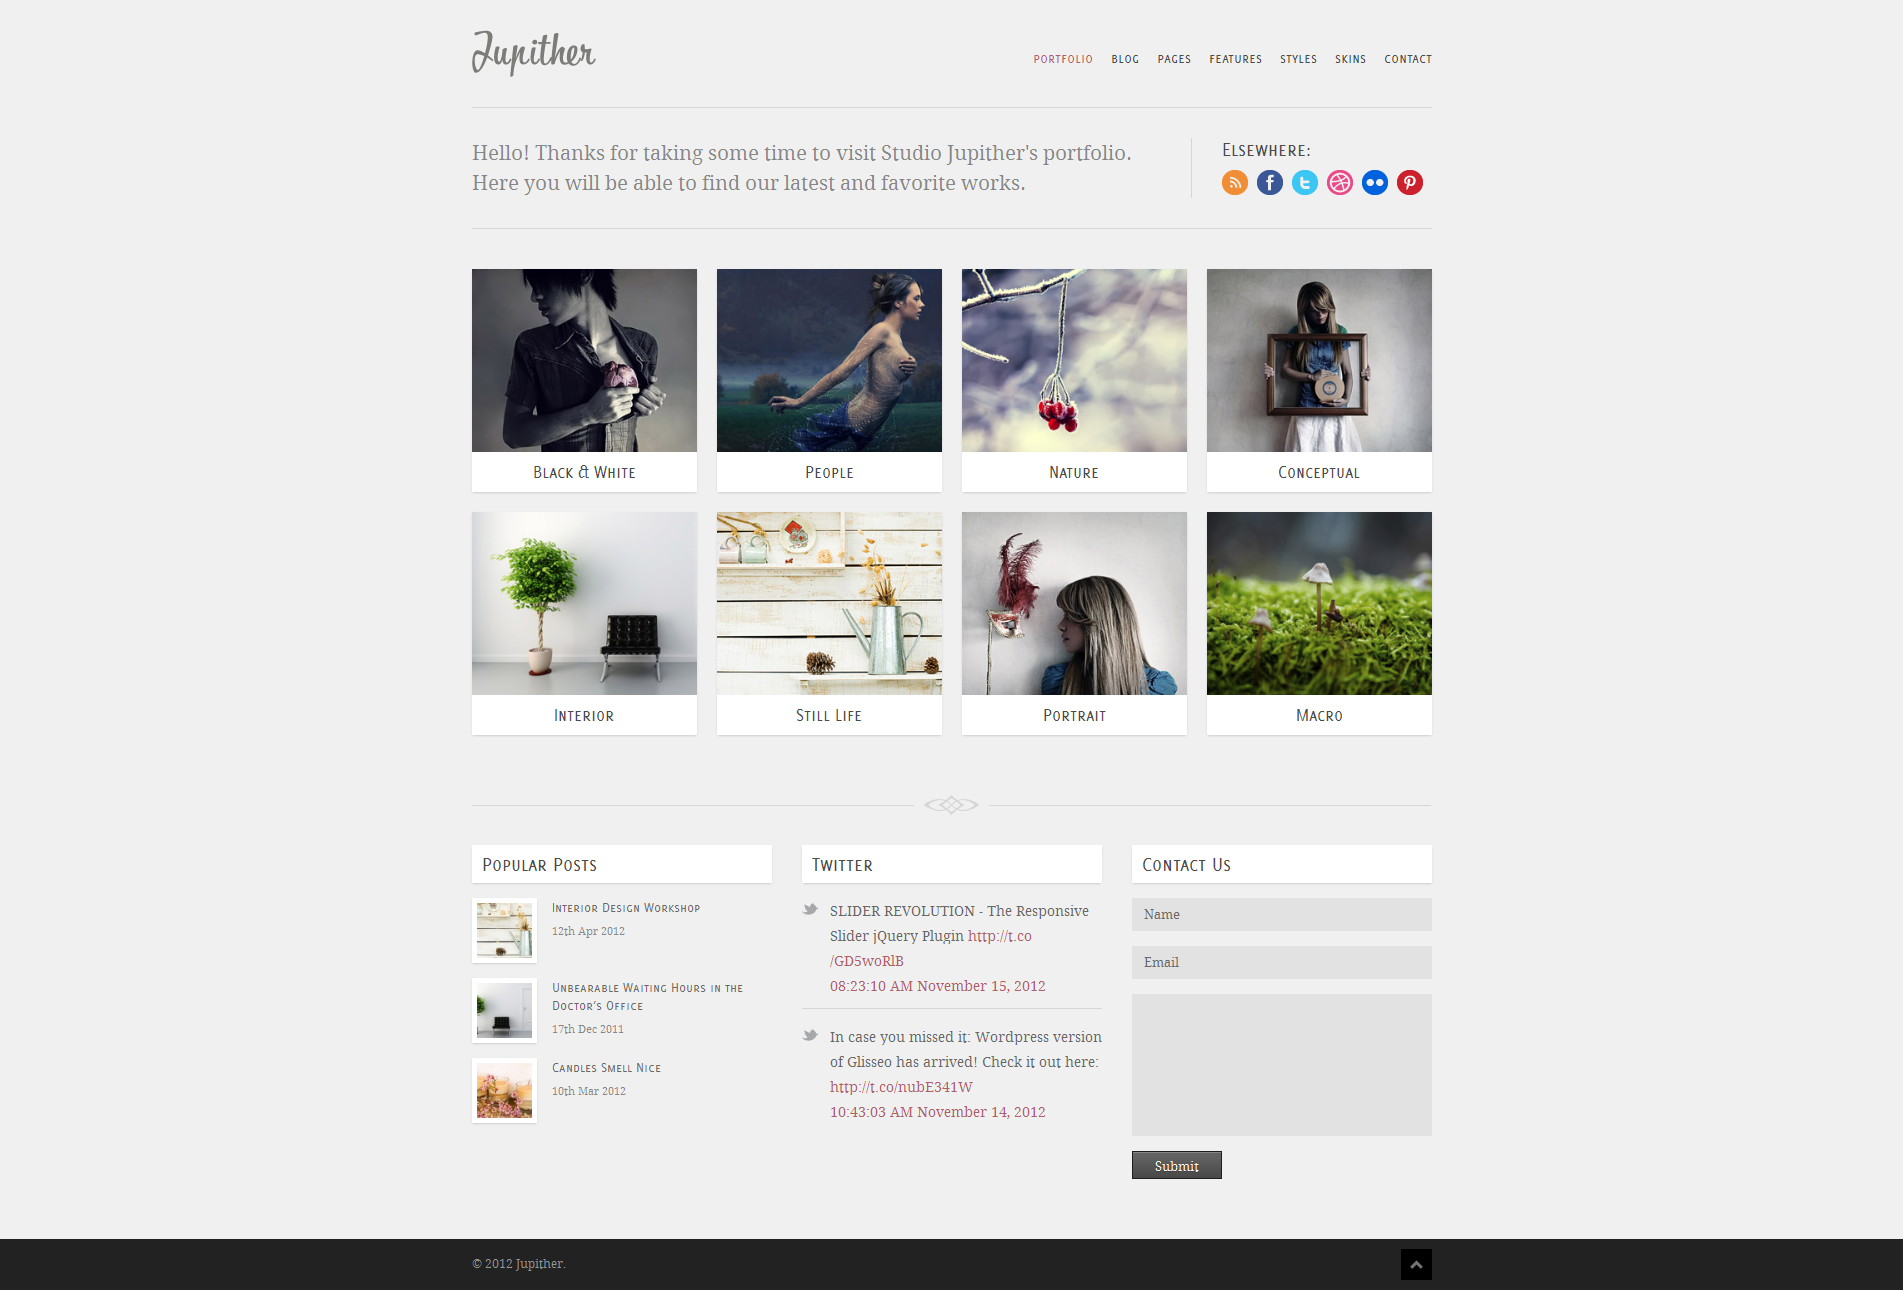 Jupither
PORTFOLIO BLOG PAGES FEATURES STYLES SKINS CONTACT
Hello! Thanks for taking some time to visit Studio Jupither's portfolio.
Here you will be able to find our latest and favorite works.
Elsewhere:
Black & White
People
Nature
Conceptual
Interior
Still Life
Portrait
Macro
Popular Posts
Interior Design Workshop
12th Apr 2012
Unbearable Waiting Hours in the
Doctor's Office
17th Dec 2011
Candles Smell Nice
10th Mar 2012
Twitter
SLIDER REVOLUTION - The Responsive
Slider jQuery Plugin http://t.co
/GD5woRlB
08:23:10 AM November 15, 2012
In case you missed it: Wordpress version
of Glisseo has arrived! Check it out here:
http://t.co/nubE341W
10:43:03 AM November 14, 2012
Contact Us
Name
Email
Submit
© 2012 Jupither.